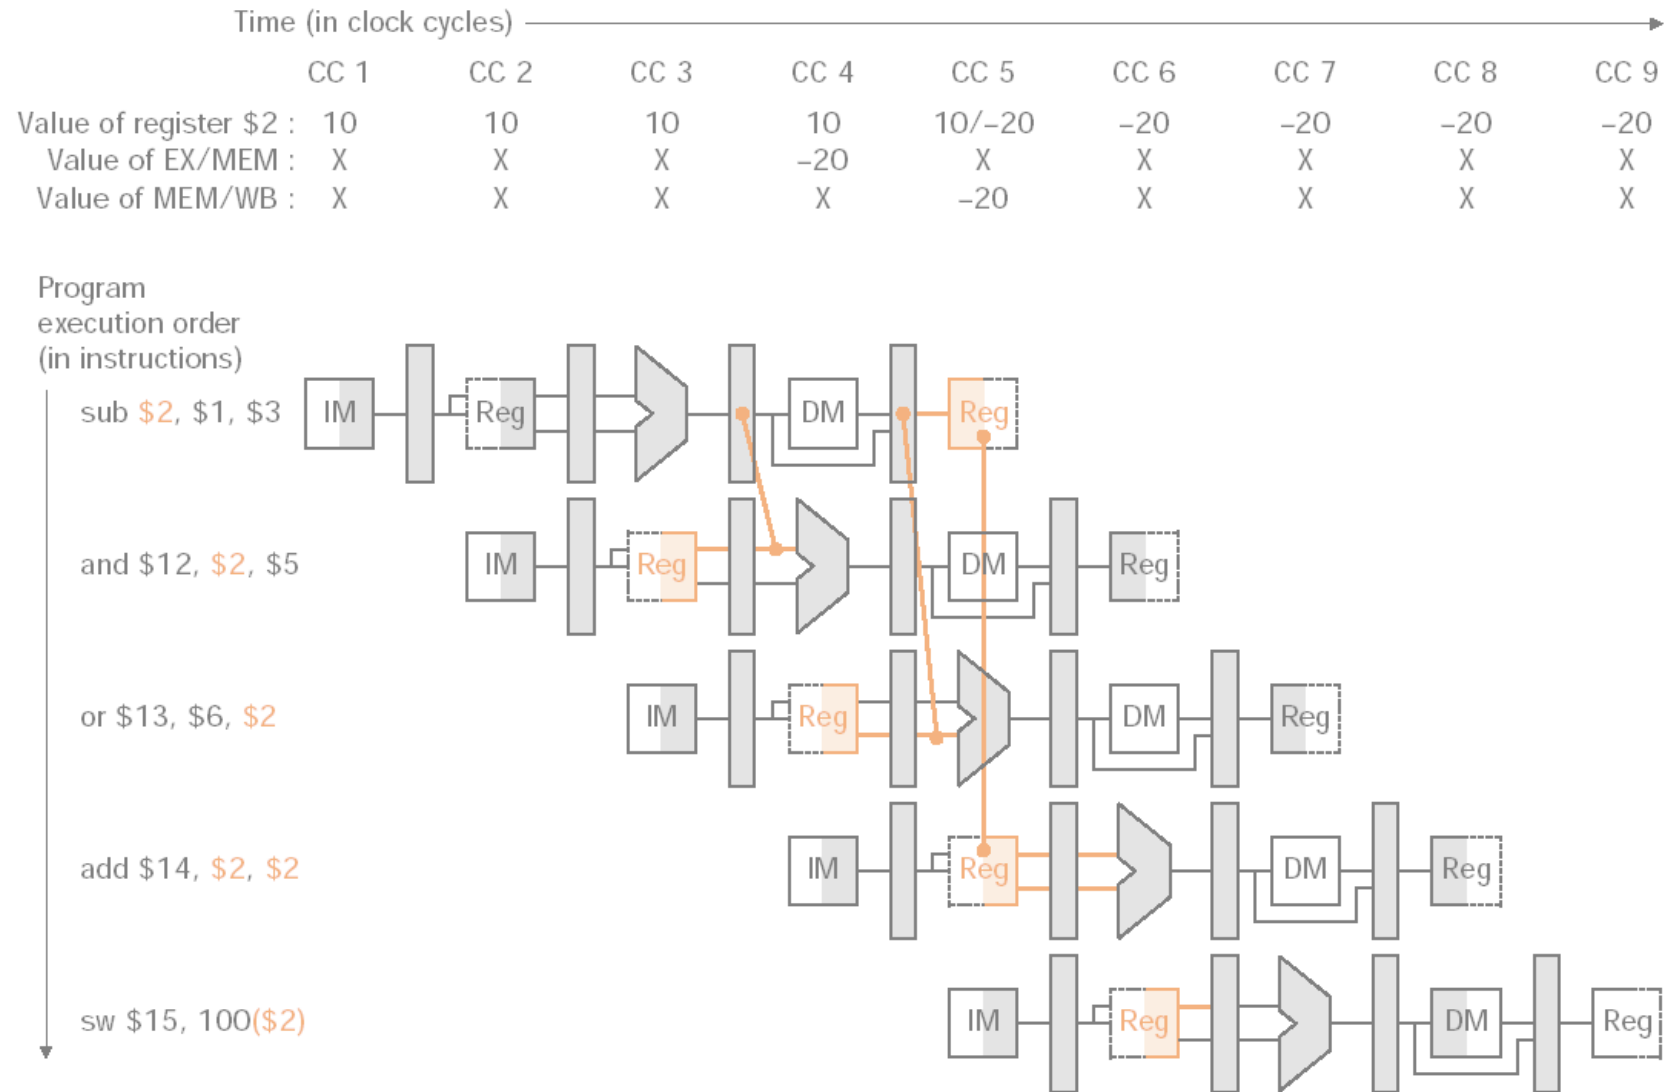 Time (in clock cycles)
CC 1 CC 2 CC 3 CC 4 CC 5 CC 6 CC 7 CC 8 CC 9
Value of register $2 : 10 10 10 10 10/–20 –20 –20 –20 –20
Value of EX/MEM : X X X –20 X X X X X
Value of MEM/WB : X X X X –20 X X X X
Program
execution order
(in instructions)
sub $2, $1, $3 IM Reg DM Reg
and $12, $2, $5 IM Reg DM Reg
or $13, $6, $2 IM Reg DM Reg
add $14, $2, $2 IM Reg DM Reg
sw $15, 100($2) IM Reg DM Reg